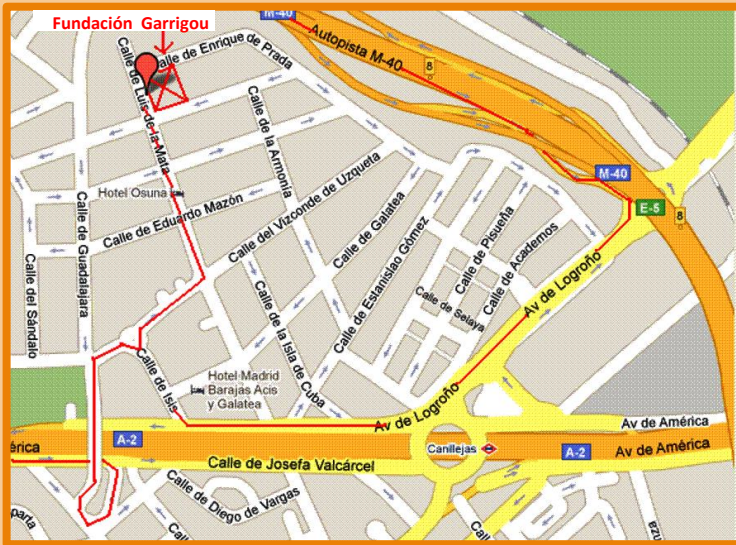 Fundación Garrigou
M-40
Autopista M-40
8
Calle de Enrique de Prada
Calle de Luis de la Mata
Calle de la Armonía
M-40
E-5
8
Hotel Osuna
Calle de Eduardo Mazón
Calle del Vizconde de Uzqueta
Calle de Galatea
Calle de Estanislao Gómez
Calle de Pisueña
Calle de Academos
Calle de Selaya
Calle de Guadalajara
Calle del Sándalo
Av de Logroño
Calle de la Isla de Cuba
Calle de Isis
Hotel Madrid
Barajas Acis
y Galatea
Av de Logroño
A-2
Av de América
Canillejas
A-2
Av de América
Calle de Josefa Valcárcel
Calle de Diego de Vargas